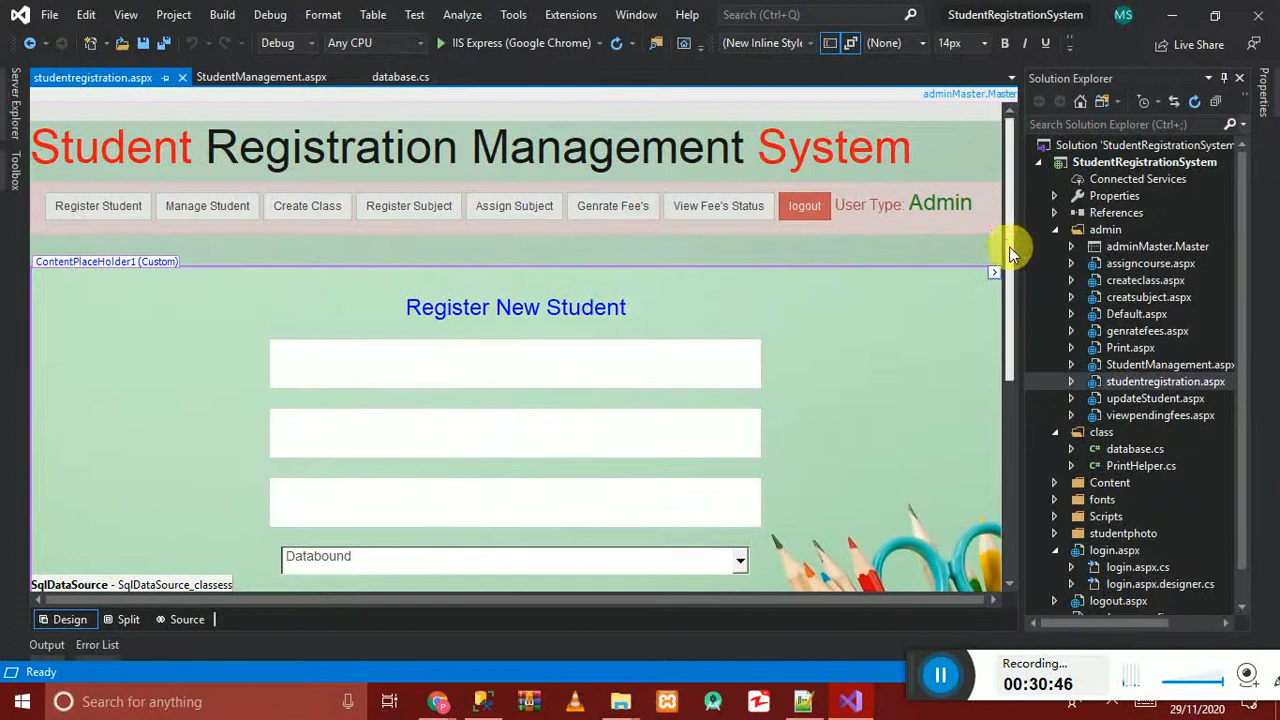 File Edit View Project Build Debug Format Table Test Analyze Tools Extensions Window Help Search (Ctrl+Q) StudentRegistrationSystem MS
Debug Any CPU IIS Express (Google Chrome) (New Inline Style (None) 14px B I U Live Share
Server Explorer
Toolbox
studentregistration.aspx StudentManagement.aspx database.cs
adminMaster.Master
Student Registration Management System
Register Student Manage Student Create Class Register Subject Assign Subject Genrate Fee's View Fee's Status logout User Type: Admin
ContentPlaceHolder1 (Custom)
Register New Student
Databound
SqlDataSource - SqlDataSource_classess
Design Split Source
Output Error List
Ready
Solution Explorer
Search Solution Explorer (Ctrl+;)
Solution 'StudentRegistrationSystem
StudentRegistrationSystem
Connected Services
Properties
References
admin
adminMaster.Master
assigncourse.aspx
createclass.aspx
creatsubject.aspx
Default.aspx
genratefees.aspx
Print.aspx
StudentManagement.aspx
studentregistration.aspx
updateStudent.aspx
viewpendingfees.aspx
class
database.cs
PrintHelper.cs
Content
fonts
Scripts
studentphoto
login.aspx
login.aspx.cs
login.aspx.designer.cs
logout.aspx
Properties
Recording...
00:30:46
Search for anything
29/11/2020